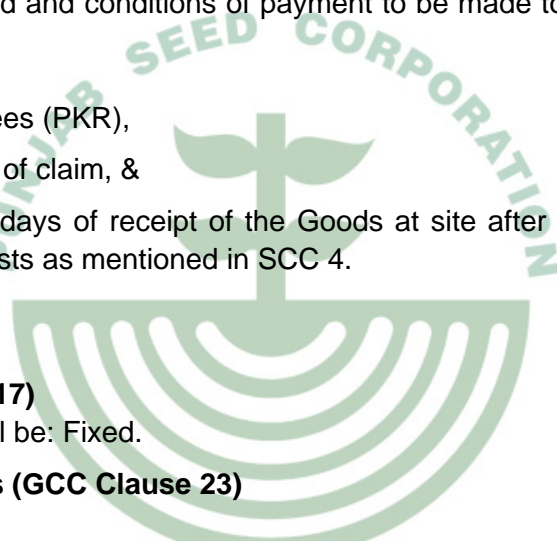 d and conditions of payment to be made to
SEED CORPORATION
ees (PKR),
of claim, &
days of receipt of the Goods at site after
sts as mentioned in SCC 4.
17)
l be: Fixed.
s (GCC Clause 23)